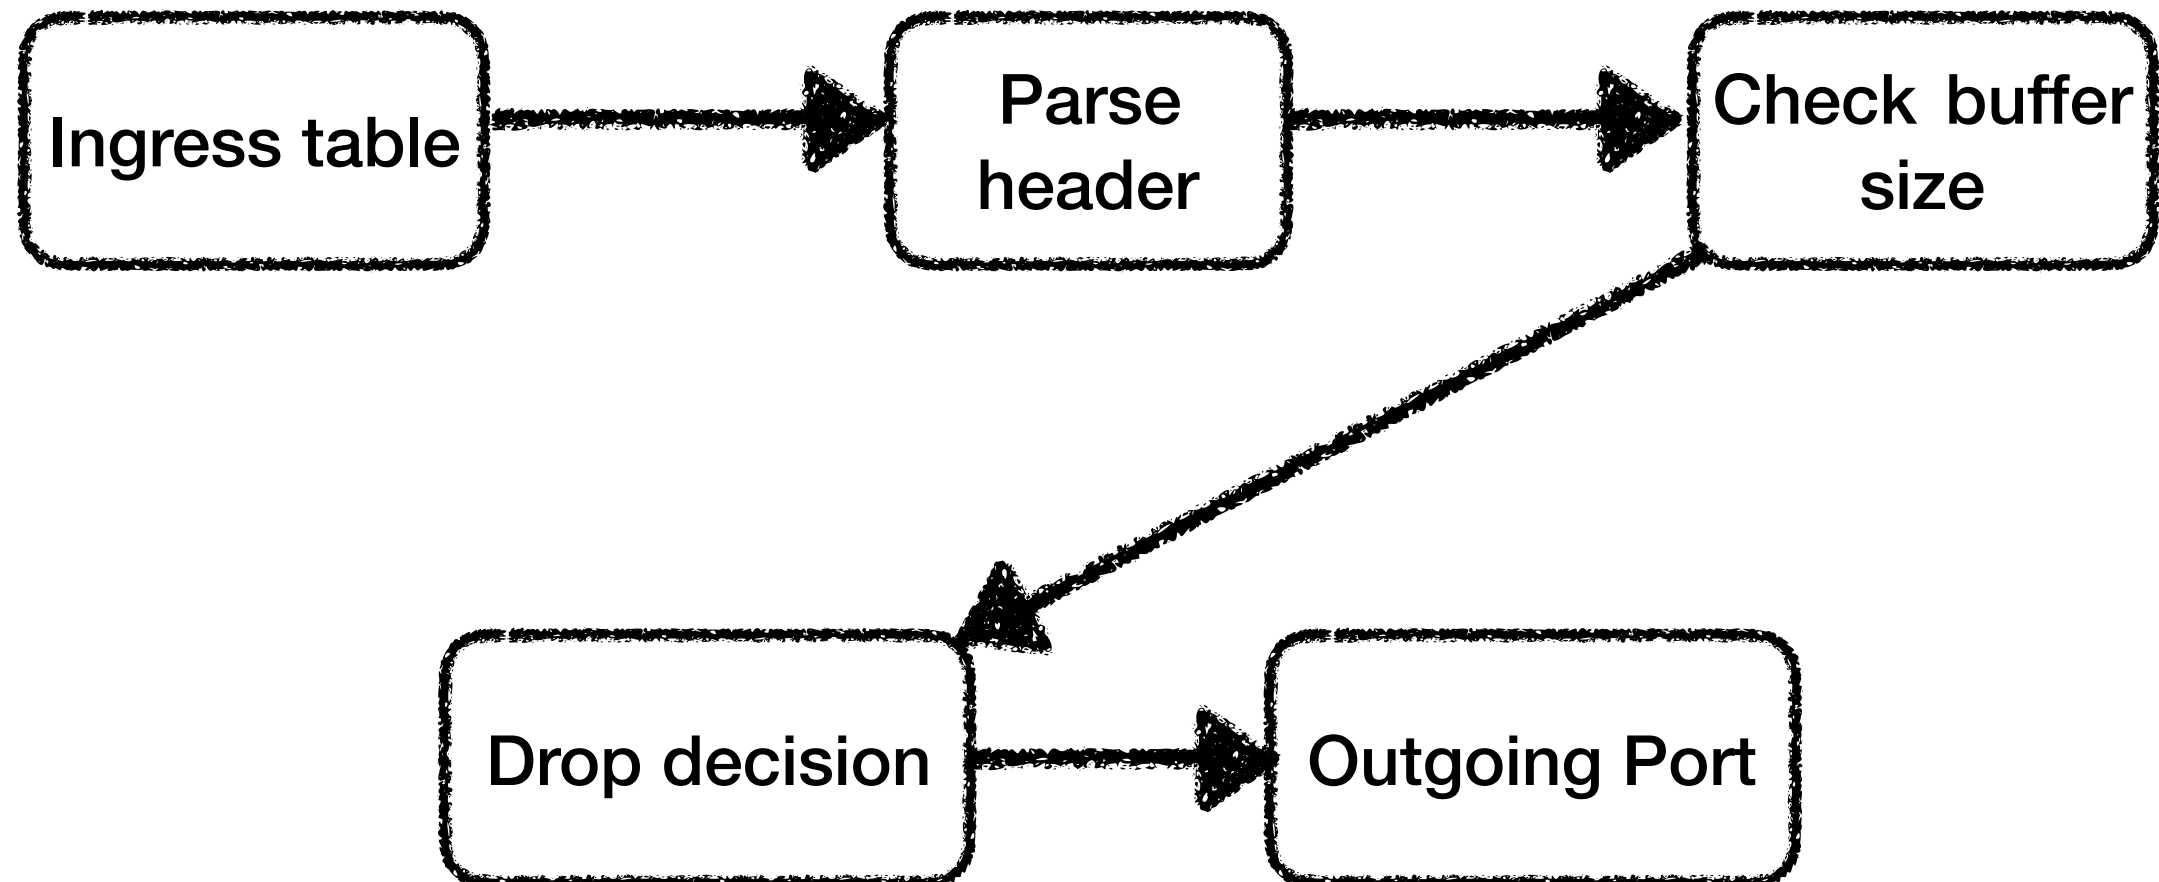 Ingress table
Parse
header
Check buffer
size
Drop decision
Outgoing Port